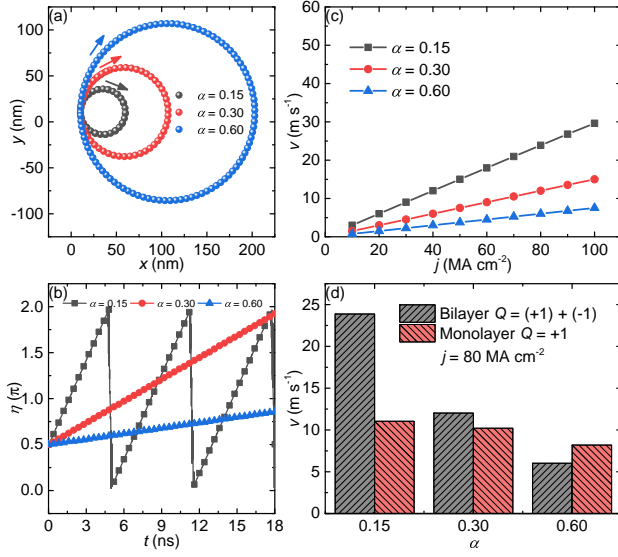 (a)
100
50
0
-50
-100
y (nm)
0 50 100 150 200
x (nm)
α = 0.15
α = 0.30
α = 0.60
(c)
50
40
30
20
10
0
v (m s⁻¹)
0 20 40 60 80 100
j (MA cm⁻²)
α = 0.15
α = 0.30
α = 0.60
(b)
α = 0.15 α = 0.30 α = 0.60
2.0
1.5
1.0
0.5
0.0
η (π)
0 3 6 9 12 15 18
t (ns)
(d)
25
20
15
10
5
0
v (m s⁻¹)
Bilayer Q = (+1) + (-1)
Monolayer Q = +1
j = 80 MA cm⁻²
0.15 0.30 0.60
α